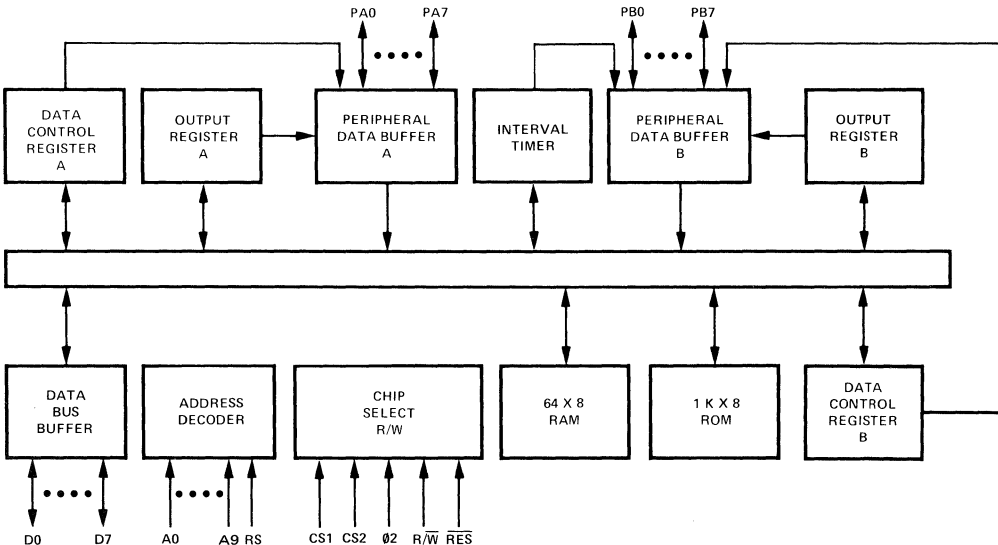 PA0 PA7 PB0 PB7
DATA
CONTROL
REGISTER
A
OUTPUT
REGISTER
A
PERIPHERAL
DATA BUFFER
A
INTERVAL
TIMER
PERIPHERAL
DATA BUFFER
B
OUTPUT
REGISTER
B
DATA
BUS
BUFFER
ADDRESS
DECODER
CHIP
SELECT
R/W
64 X 8
RAM
1 K X 8
ROM
DATA
CONTROL
REGISTER
B
D0 D7 A0 A9 RS CS1 CS2 Ø2 R/W̅ R̅E̅S̅